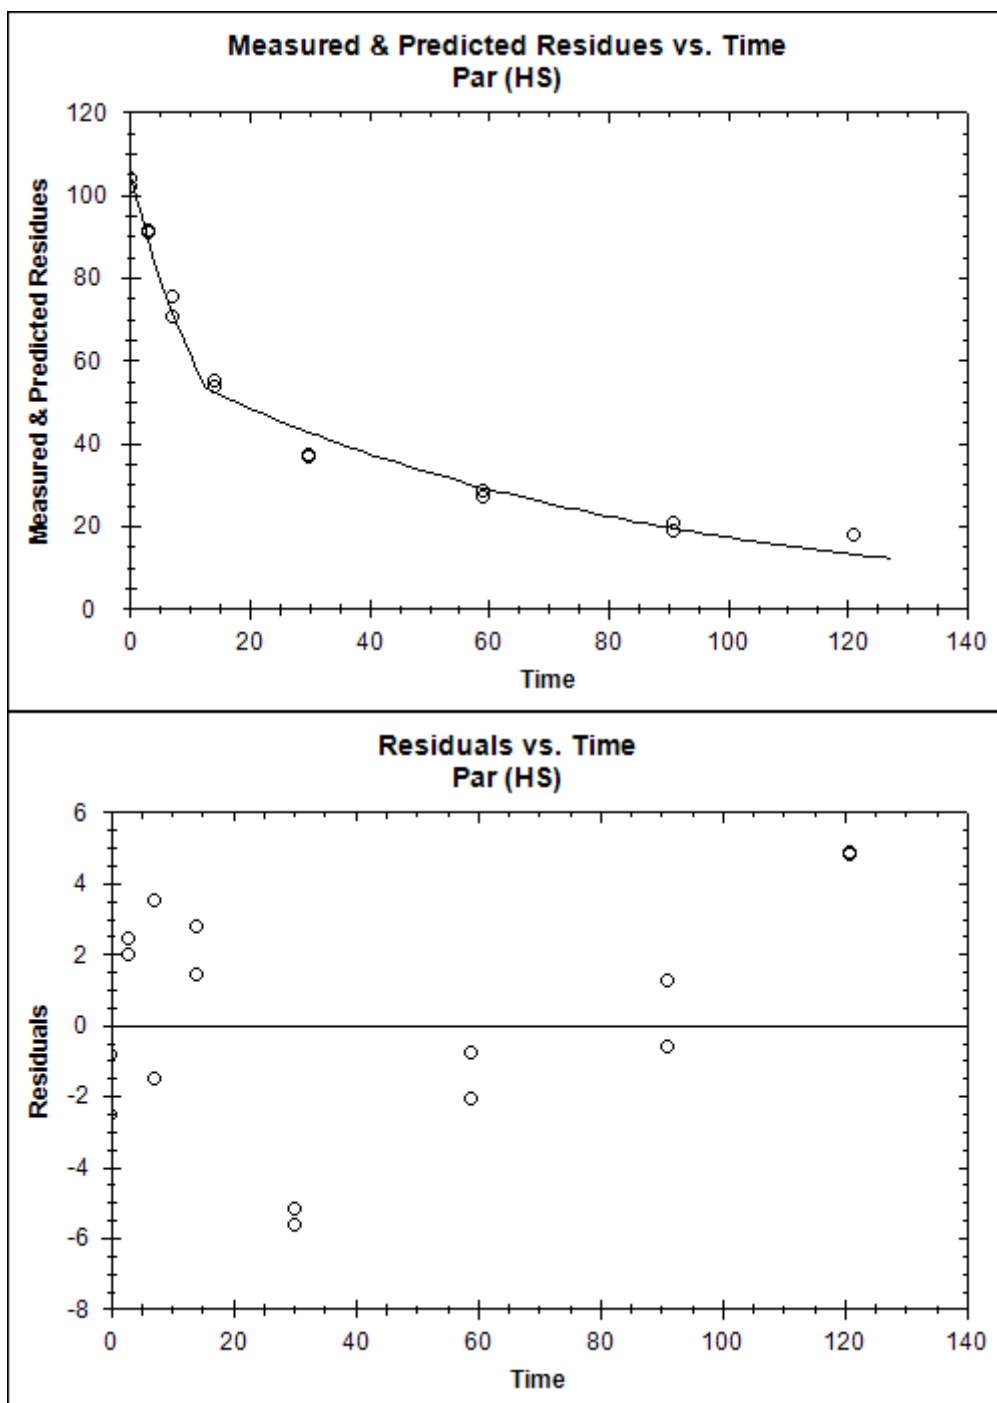 Measured & Predicted Residues vs. Time
Par (HS)
120
100
80
60
40
20
0
Measured & Predicted Residues
0 20 40 60 80 100 120 140
Time
Residuals vs. Time
Par (HS)
6
4
2
0
-2
-4
-6
-8
Residuals
0 20 40 60 80 100 120 140
Time